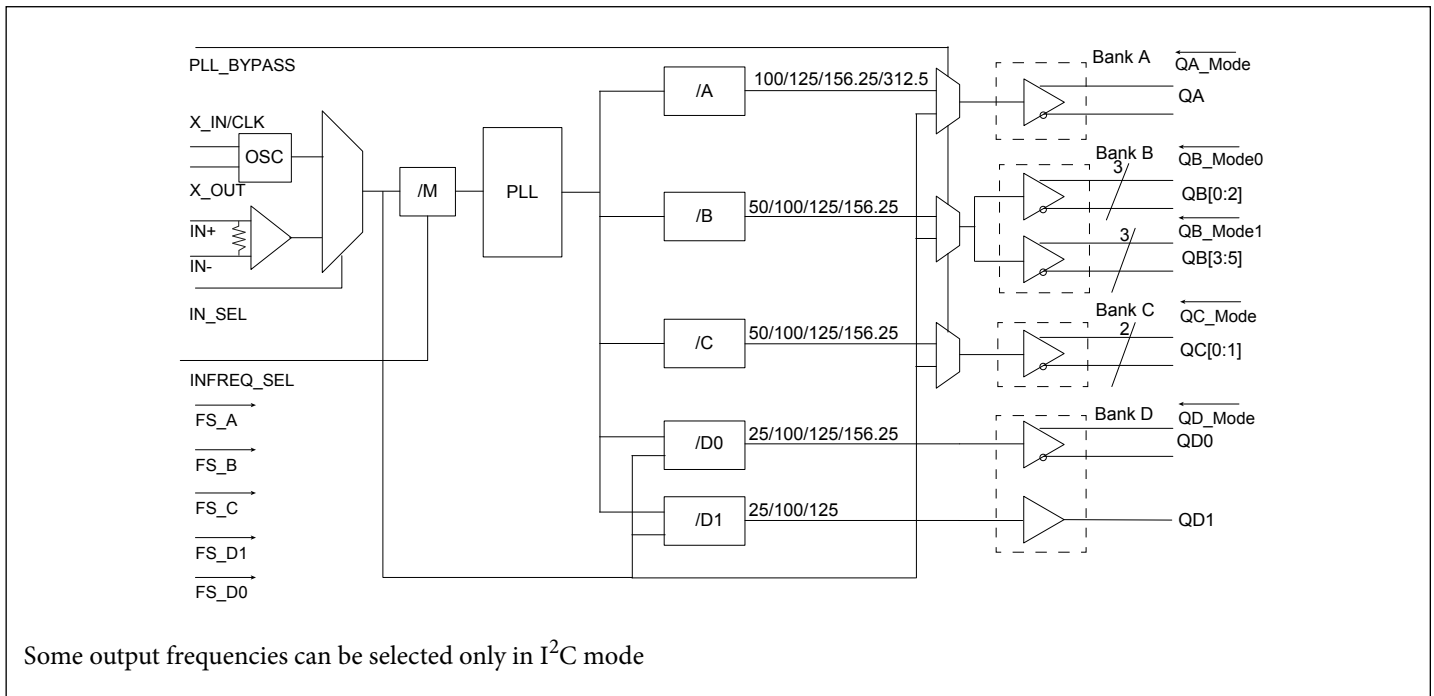 PLL_BYPASS
X_IN/CLK
OSC
X_OUT
IN+
IN-
IN_SEL
INFREQ_SEL
FS_A
FS_B
FS_C
FS_D1
FS_D0
/M
PLL
/A
100/125/156.25/312.5
/B
50/100/125/156.25
/C
50/100/125/156.25
/D0
25/100/125/156.25
/D1
25/100/125
Bank A
QA_Mode
QA
Bank B
3
QB_Mode0
QB[0:2]
QB_Mode1
3
QB[3:5]
Bank C
QC_Mode
2
QC[0:1]
Bank D
QD_Mode
QD0
QD1
Some output frequencies can be selected only in I²C mode